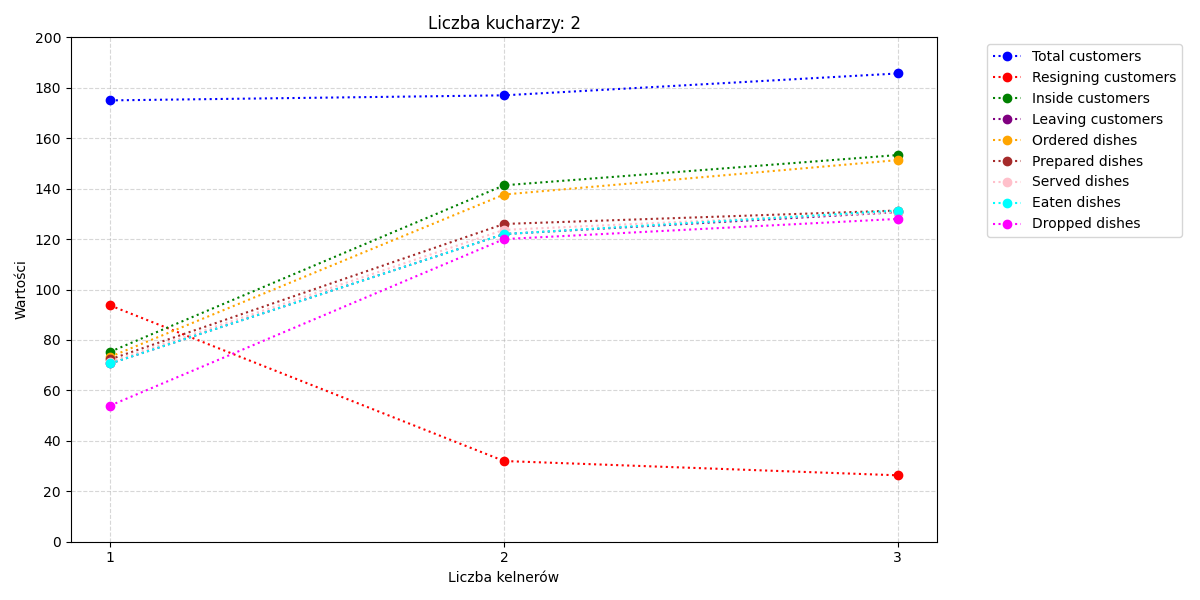 Liczba kucharzy: 2
Wartości
200
180
160
140
120
100
80
60
40
20
0
1
2
3
Liczba kelnerów
Total customers
Resigning customers
Inside customers
Leaving customers
Ordered dishes
Prepared dishes
Served dishes
Eaten dishes
Dropped dishes